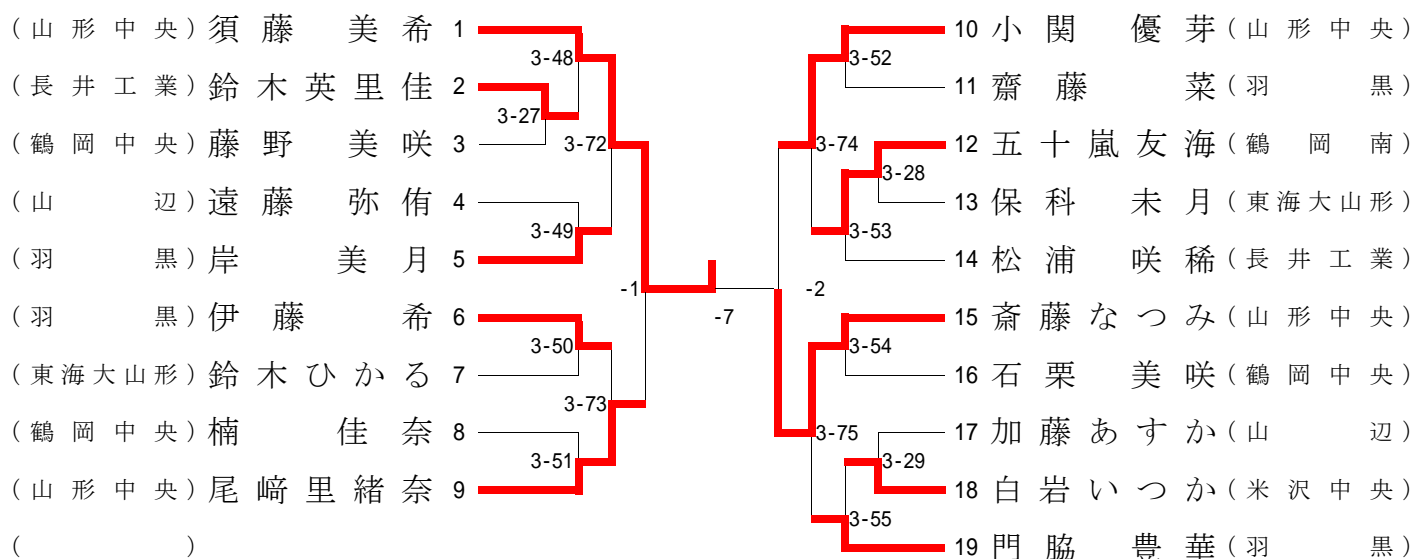 (山形中央) 須藤美希 1
3-48
(長井工業) 鈴木英里佳 2
3-27
(鶴岡中央) 藤野美咲 3
3-72
(山辺) 遠藤弥侑 4
3-49
(羽黒) 岸美月 5
-1
(羽黒) 伊藤希 6
3-50
(東海大山形) 鈴木ひかる 7
3-73
(鶴岡中央) 楠佳奈 8
3-51
(山形中央) 尾﨑里緒奈 9
( )
-7
10 小関優芽 (山形中央)
3-52
11 齋藤菜 (羽黒)
3-74
12 五十嵐友海 (鶴岡南)
3-28
13 保科未月 (東海大山形)
3-53
14 松浦咲稀 (長井工業)
-2
15 斎藤なつみ (山形中央)
3-54
16 石栗美咲 (鶴岡中央)
3-75
17 加藤あすか (山辺)
3-29
18 白岩いつか (米沢中央)
3-55
19 門脇豊華 (羽黒)